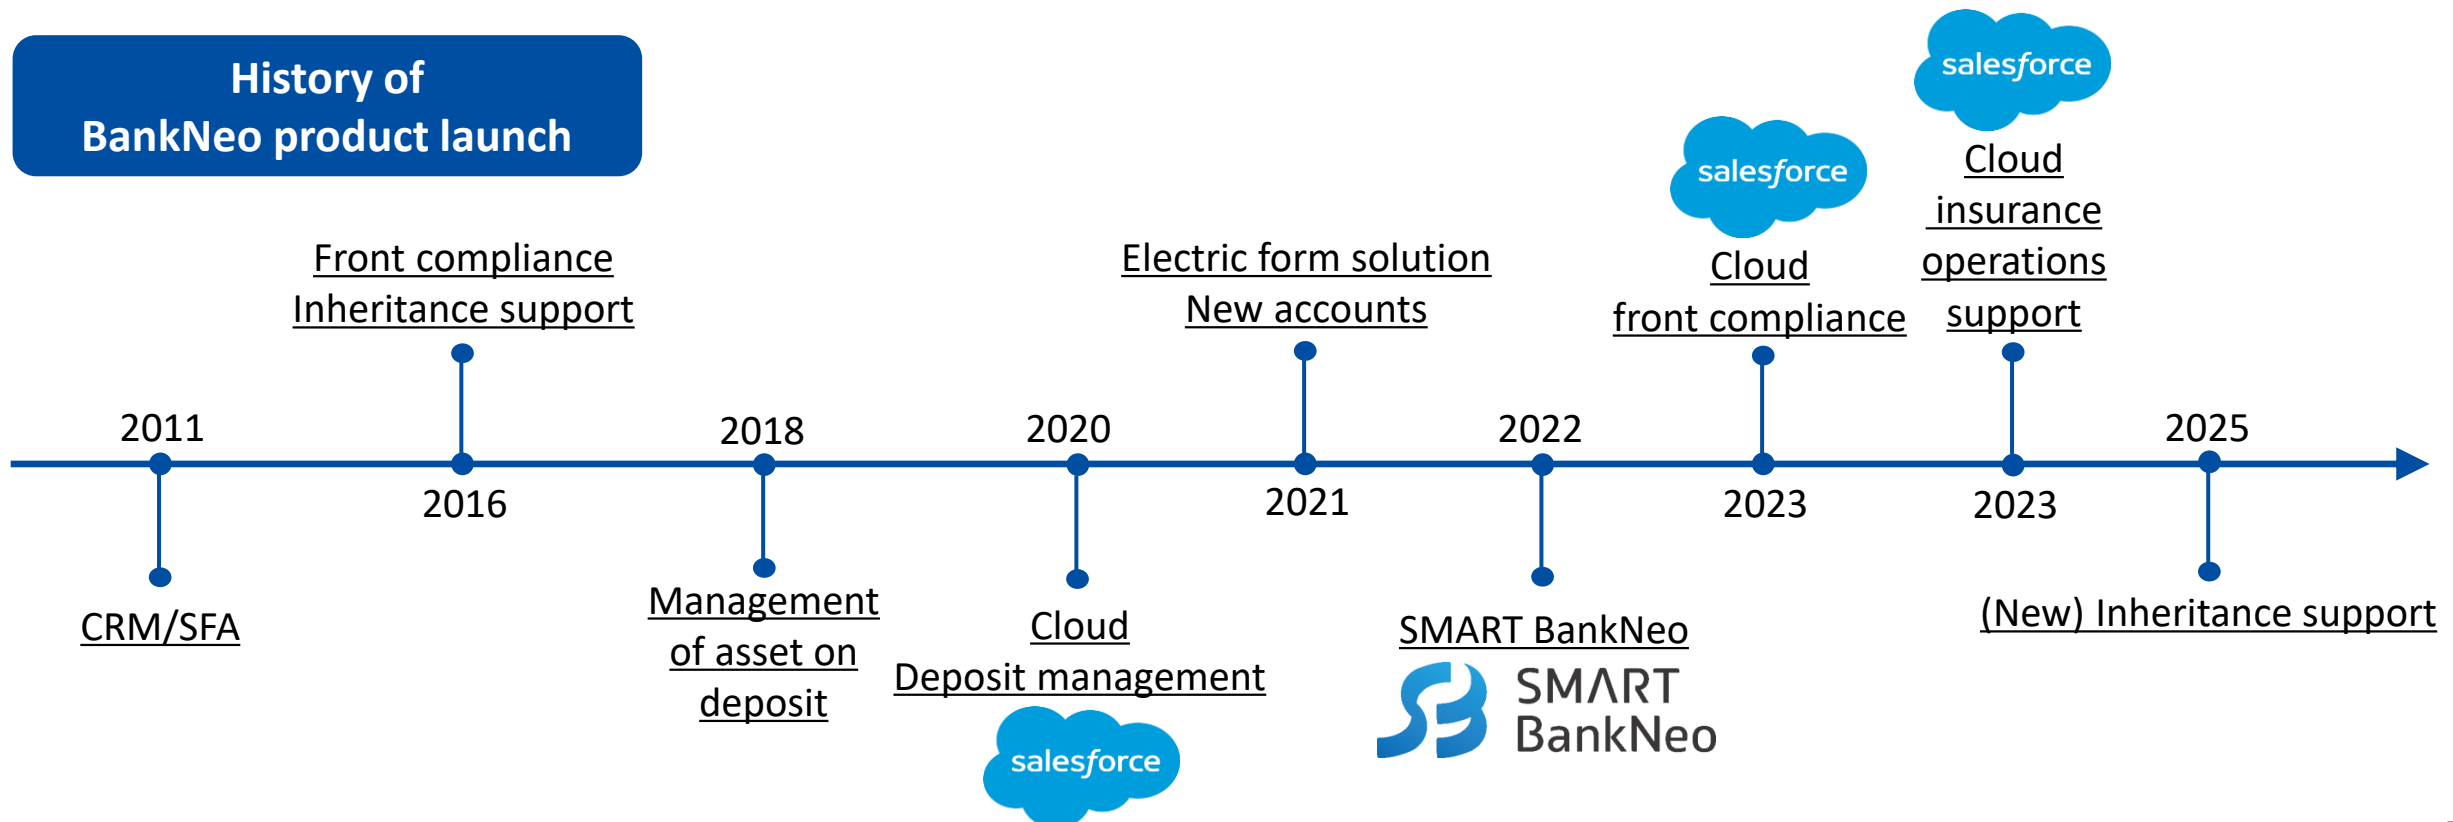 History of
BankNeo product launch
salesforce
Cloud
insurance
operations
support
salesforce
Cloud
front compliance
Front compliance
Inheritance support
Electric form solution
New accounts
2011
2018
2020
2022
2025
2016
2021
2023
2023
CRM/SFA
Management
of asset on
deposit
Cloud
Deposit management
salesforce
SMART BankNeo
SMART
BankNeo
(New) Inheritance support